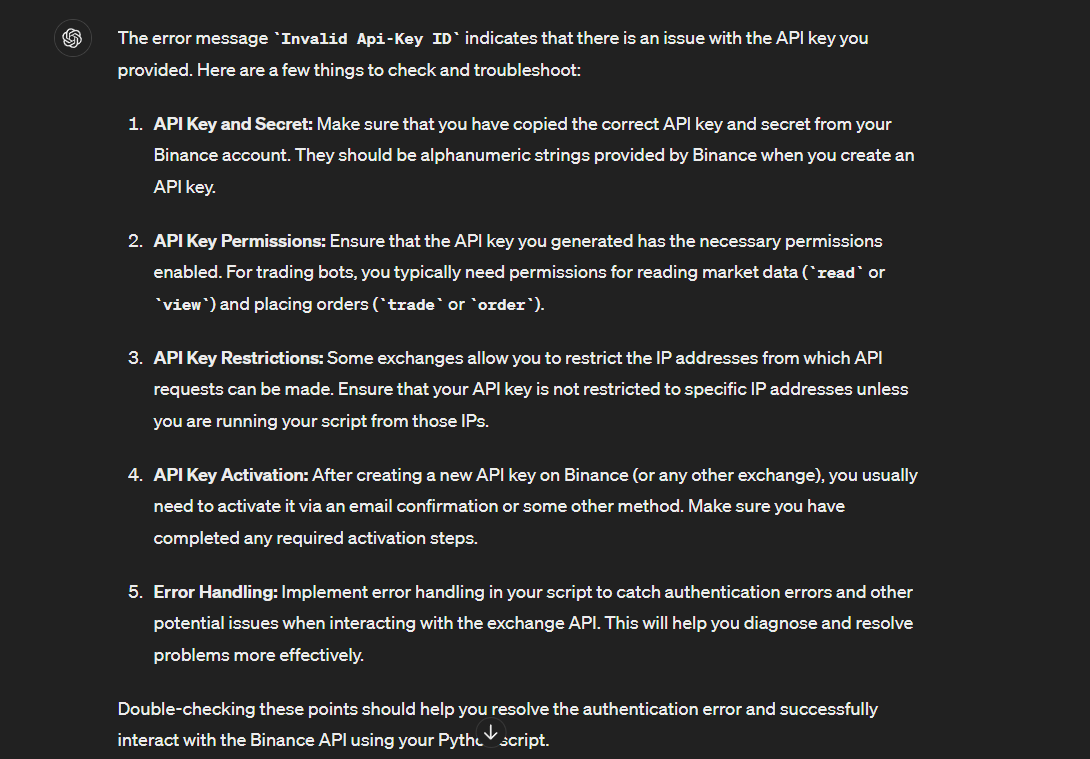 The error message `Invalid Api-Key ID` indicates that there is an issue with the API key you
provided. Here are a few things to check and troubleshoot:
1. API Key and Secret: Make sure that you have copied the correct API key and secret from your
Binance account. They should be alphanumeric strings provided by Binance when you create an
API key.
2. API Key Permissions: Ensure that the API key you generated has the necessary permissions
enabled. For trading bots, you typically need permissions for reading market data (`read` or
`view`) and placing orders (`trade` or `order`).
3. API Key Restrictions: Some exchanges allow you to restrict the IP addresses from which API
requests can be made. Ensure that your API key is not restricted to specific IP addresses unless
you are running your script from those IPs.
4. API Key Activation: After creating a new API key on Binance (or any other exchange), you usually
need to activate it via an email confirmation or some other method. Make sure you have
completed any required activation steps.
5. Error Handling: Implement error handling in your script to catch authentication errors and other
potential issues when interacting with the exchange API. This will help you diagnose and resolve
problems more effectively.
Double-checking these points should help you resolve the authentication error and successfully
interact with the Binance API using your Python script.